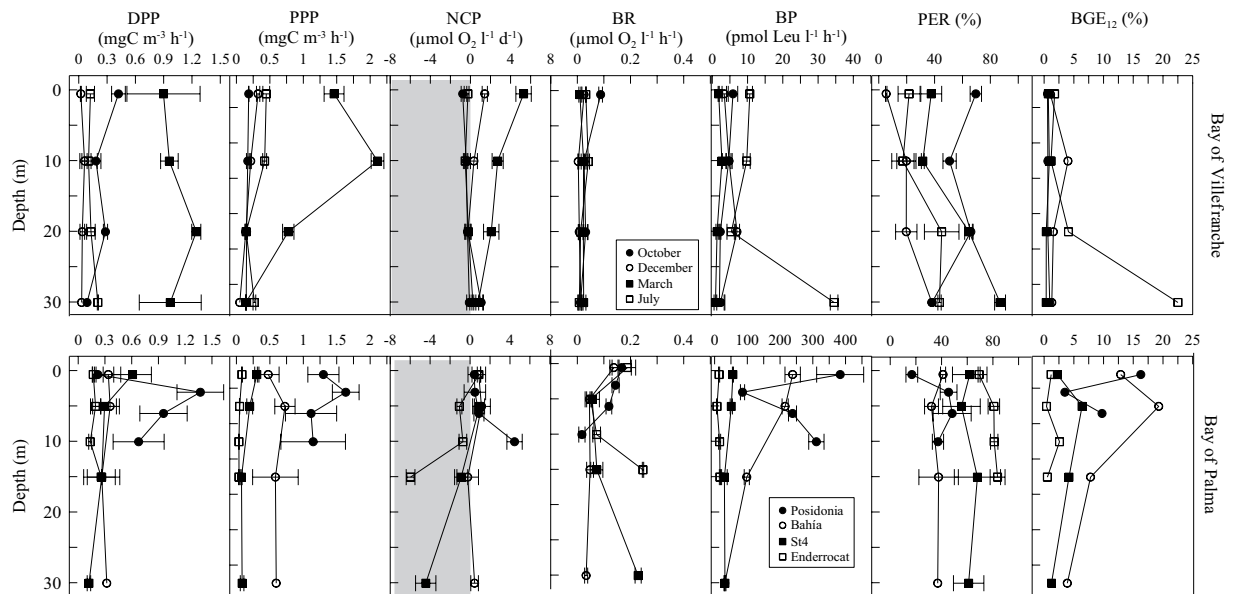 DPP PPP NCP BR BP PER (%) BGE12 (%)
(mgC m-3 h-1) (mgC m-3 h-1) (µmol O2 l-1 d-1) (µmol O2 l-1 h-1) (pmol Leu l-1 h-1)
0 0.3 0.6 0.9 1.2 1.5 0 0.5 1 1.5 2 -8 -4 0 4 8 0 0.2 0.4 0 10 20 30 40 0 40 80 0 5 10 15 20 25
0
10
20
30
Depth (m)
October
December
March
July
Bay of Villefranche
0 0.3 0.6 0.9 1.2 1.5 0 0.5 1 1.5 2 -8 -4 0 4 8 0 0.2 0.4 0 100 200 300 400 0 40 80 0 5 10 15 20 25
0
10
20
30
Depth (m)
Posidonia
Bahía
St4
Enderrocat
Bay of Palma